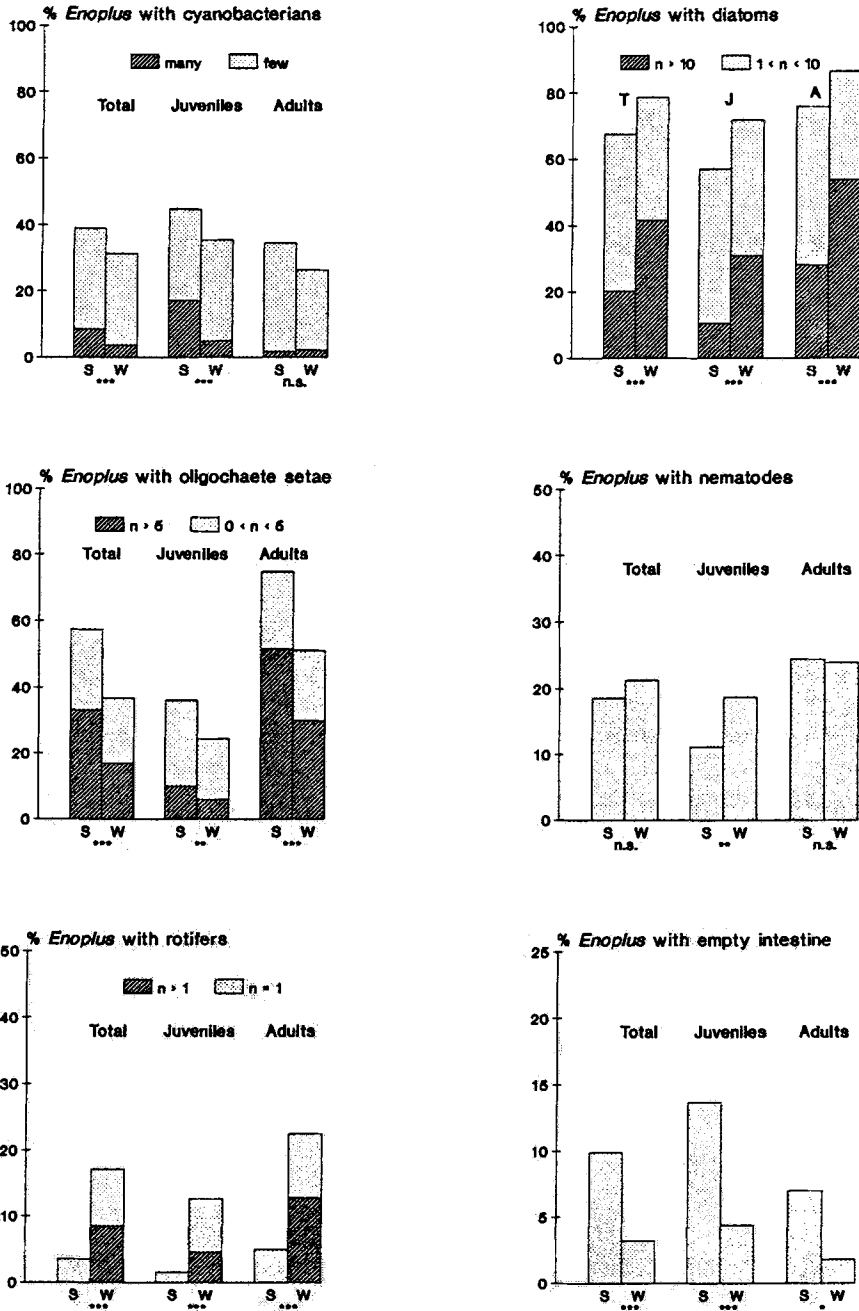 % Enoplus with cyanobacterians
100
80
60
40
20
0
many few
Total Juveniles Adults
S W S W S W
*** *** n.s.
% Enoplus with diatoms
100
80
60
40
20
0
n > 10 1 < n < 10
T J A
S W S W S W
*** *** ***
% Enoplus with oligochaete setae
100
80
60
40
20
0
n > 5 0 < n < 5
Total Juveniles Adults
S W S W S W
*** ** ***
% Enoplus with nematodes
50
40
30
20
10
0
Total Juveniles Adults
S W S W S W
n.s. ** n.s.
% Enoplus with rotifers
50
40
30
20
10
0
n > 1 n = 1
Total Juveniles Adults
S W S W S W
*** *** ***
% Enoplus with empty intestine
25
20
15
10
5
0
Total Juveniles Adults
S W S W S W
*** *** *